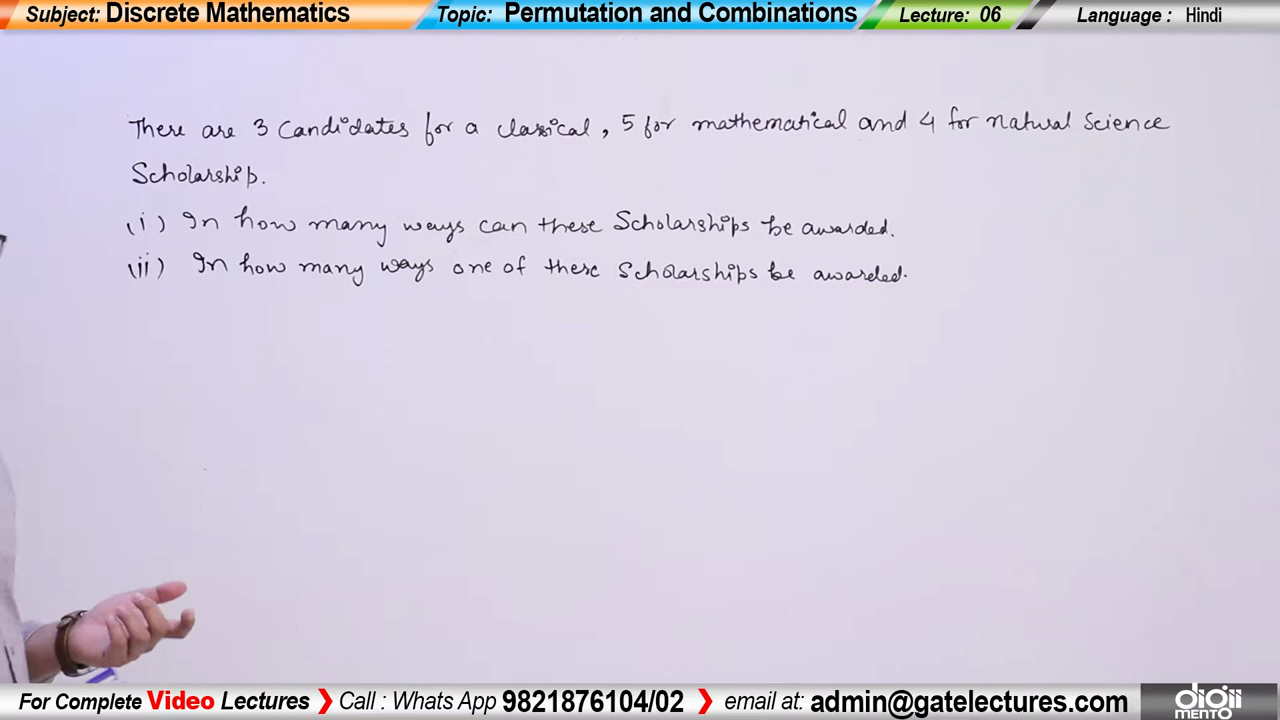 Subject: Discrete Mathematics Topic: Permutation and Combinations Lecture: 06 Language : Hindi
There are 3 candidates for a classical, 5 for mathematical and 4 for natural Science
Scholarship.
(i) In how many ways can these Scholarships be awarded.
(ii) In how many ways one of these Scholarships be awarded.
For Complete Video Lectures ❯ Call : Whats App 9821876104/02 ❯ email at: admin@gatelectures.com
digii
MENTO